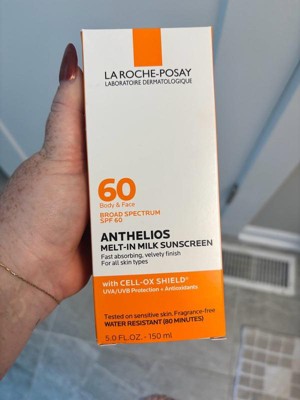 LA ROCHE-POSAY
LABORATOIRE DERMATOLOGIQUE
60
Body & Face
BROAD SPECTRUM
SPF 60
ANTHELIOS
MELT-IN MILK SUNSCREEN
Fast absorbing, velvety finish
For all skin types
with CELL-OX SHIELD®
UVA/UVB Protection + Antioxidants
Tested on sensitive skin. Fragrance-free
WATER RESISTANT (80 MINUTES)
5.0 FL.OZ. - 150 ml